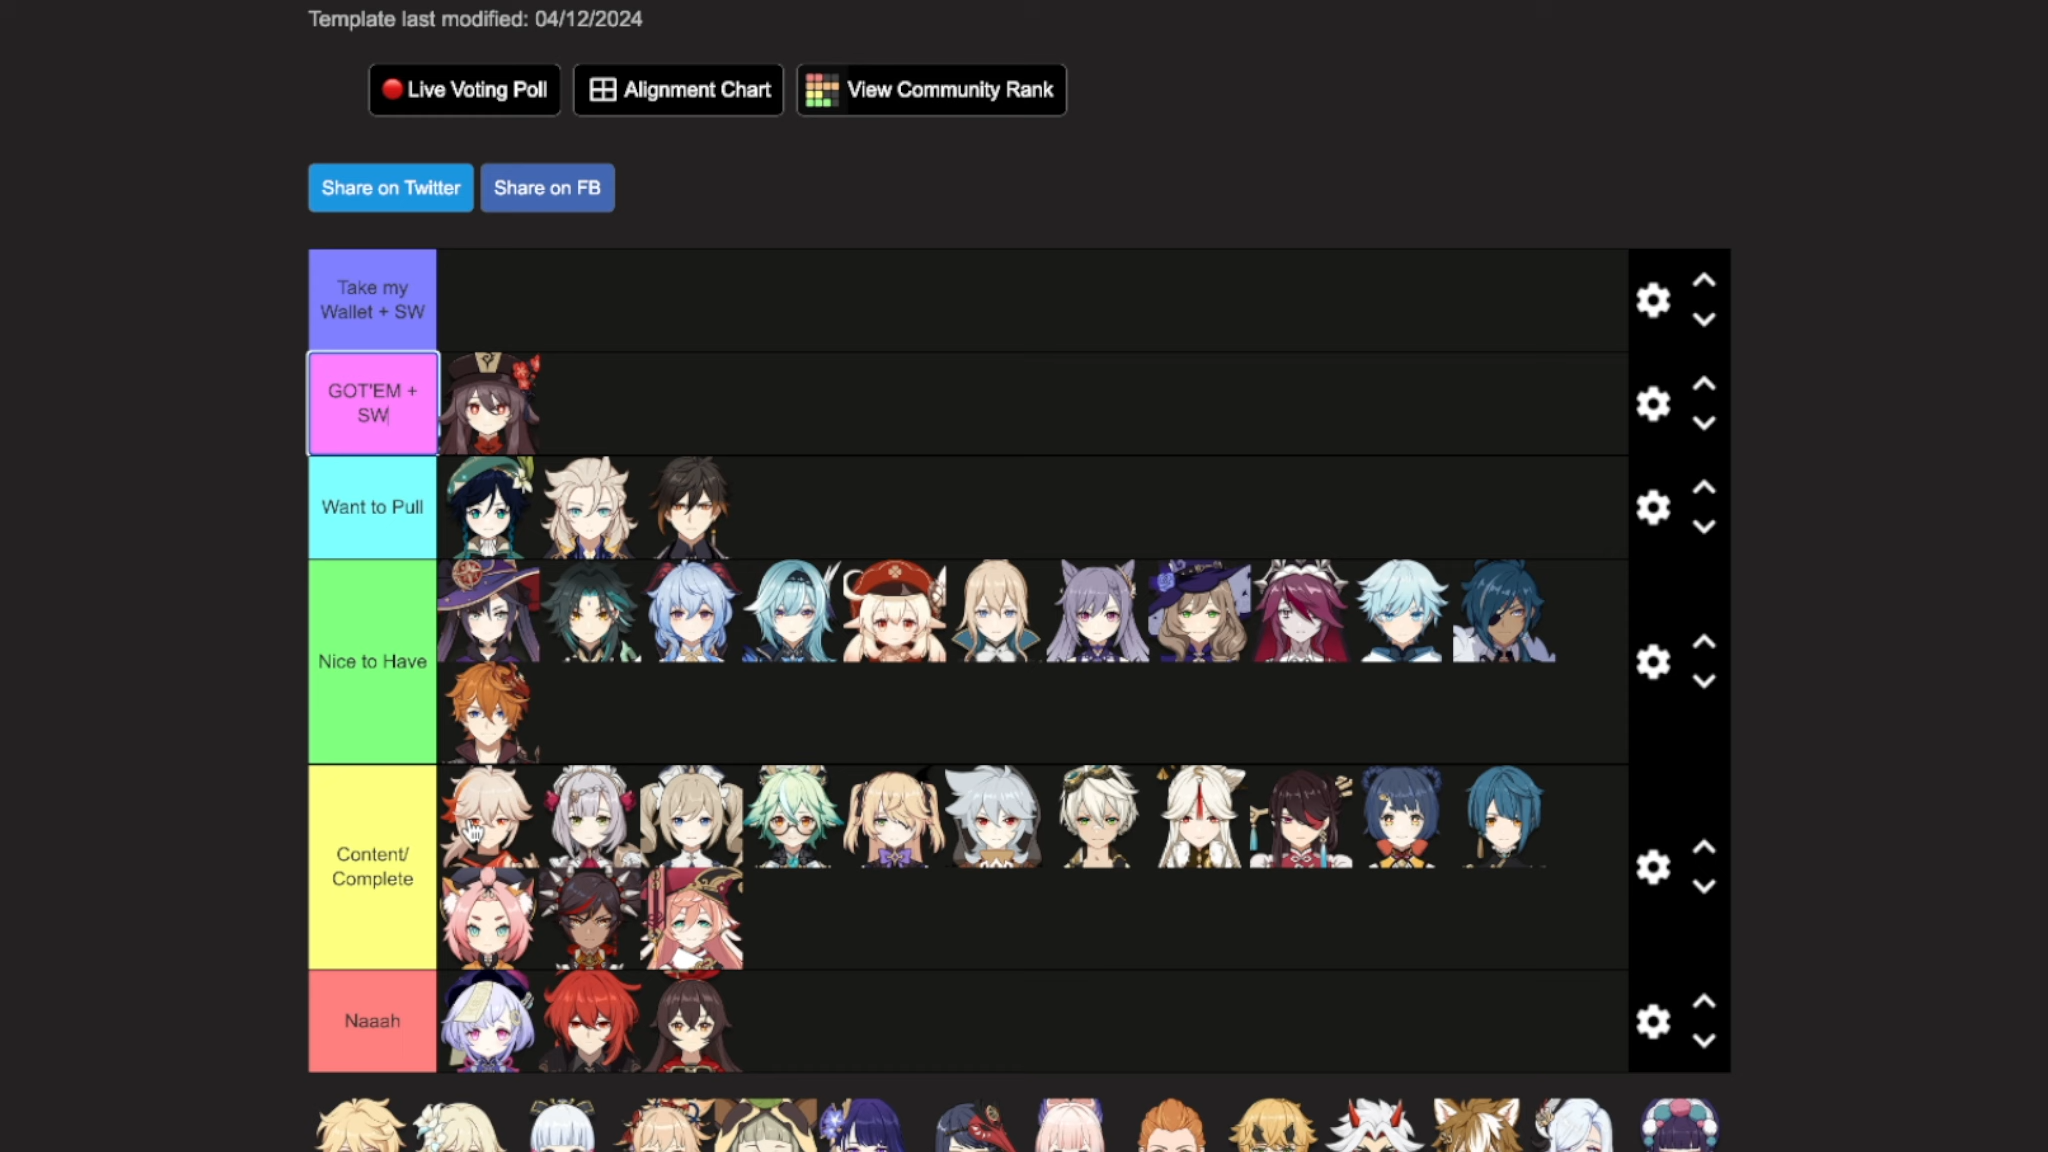 Template last modified: 04/12/2024
Live Voting Poll
Alignment Chart
View Community Rank
Share on Twitter
Share on FB
Take my
Wallet + SW
GOT'EM +
SW
Want to Pull
Nice to Have
Content/
Complete
Naaah